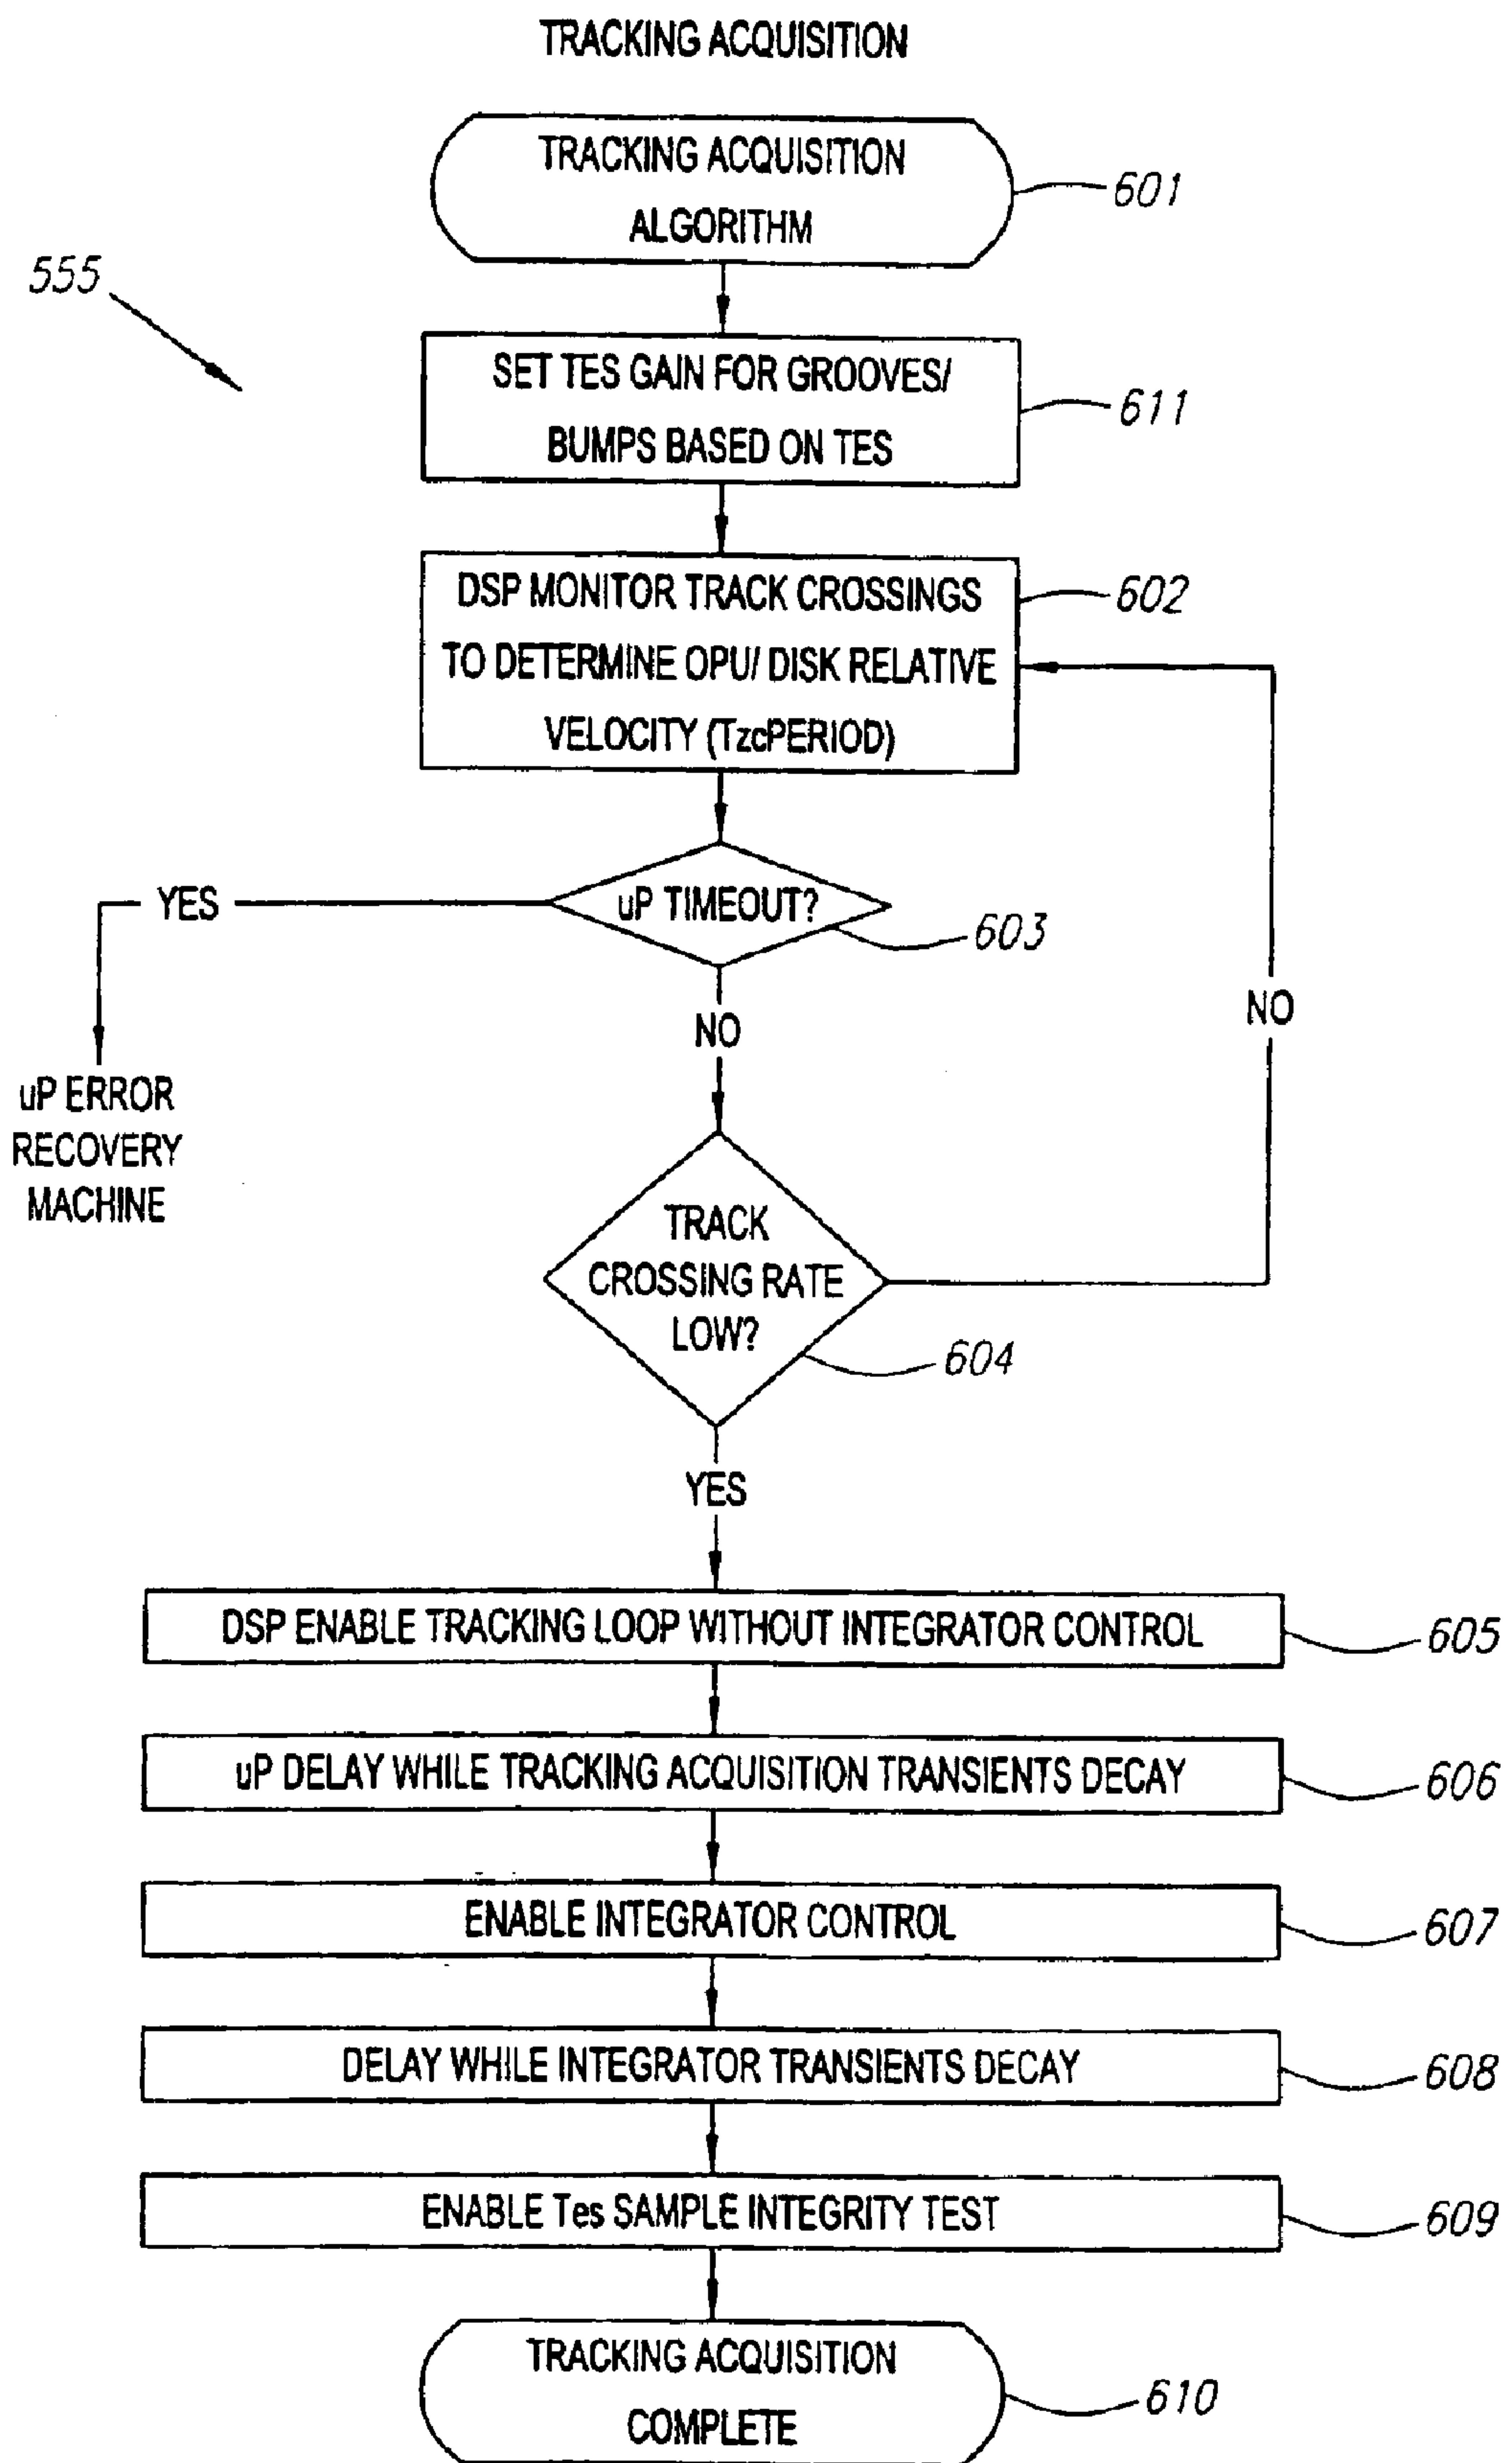 TRACKING ACQUISITION
TRACKING ACQUISITION
ALGORITHM
601
555
SET TES GAIN FOR GROOVES/
BUMPS BASED ON TES
611
DSP MONITOR TRACK CROSSINGS
TO DETERMINE OPU/ DISK RELATIVE
VELOCITY (TzcPERIOD)
602
YES
uP TIMEOUT?
603
NO
NO
uP ERROR
RECOVERY
MACHINE
TRACK
CROSSING RATE
LOW?
604
YES
DSP ENABLE TRACKING LOOP WITHOUT INTEGRATOR CONTROL
605
uP DELAY WHILE TRACKING ACQUISITION TRANSIENTS DECAY
606
ENABLE INTEGRATOR CONTROL
607
DELAY WHILE INTEGRATOR TRANSIENTS DECAY
608
ENABLE Tes SAMPLE INTEGRITY TEST
609
TRACKING ACQUISITION
COMPLETE
610